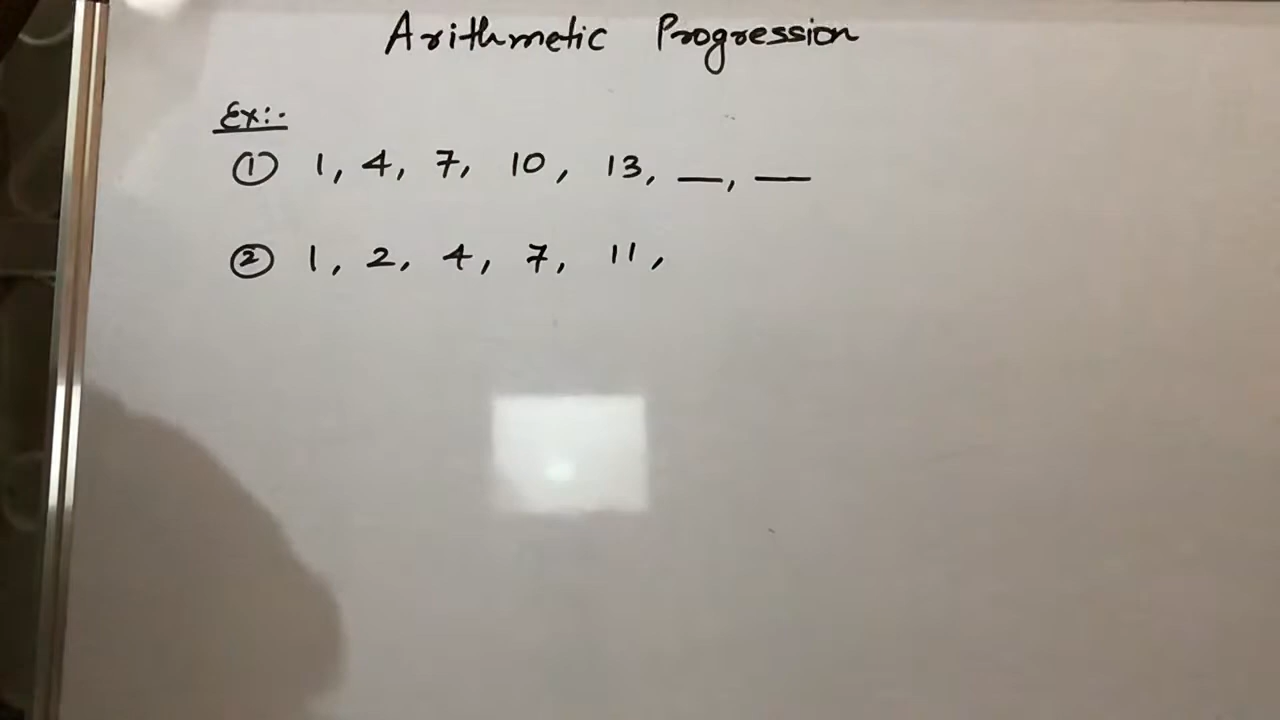 Arithmetic Progression
Ex:-
① 1, 4, 7, 10, 13, __, __
② 1, 2, 4, 7, 11,